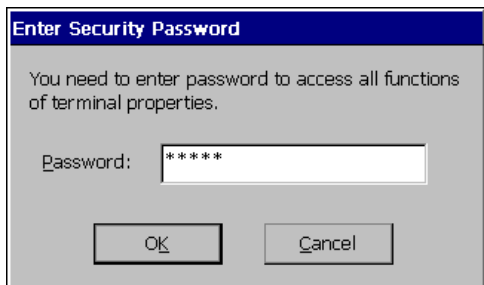 Enter Security Password
You need to enter password to access all functions
of terminal properties.
Password: *****
OK Cancel